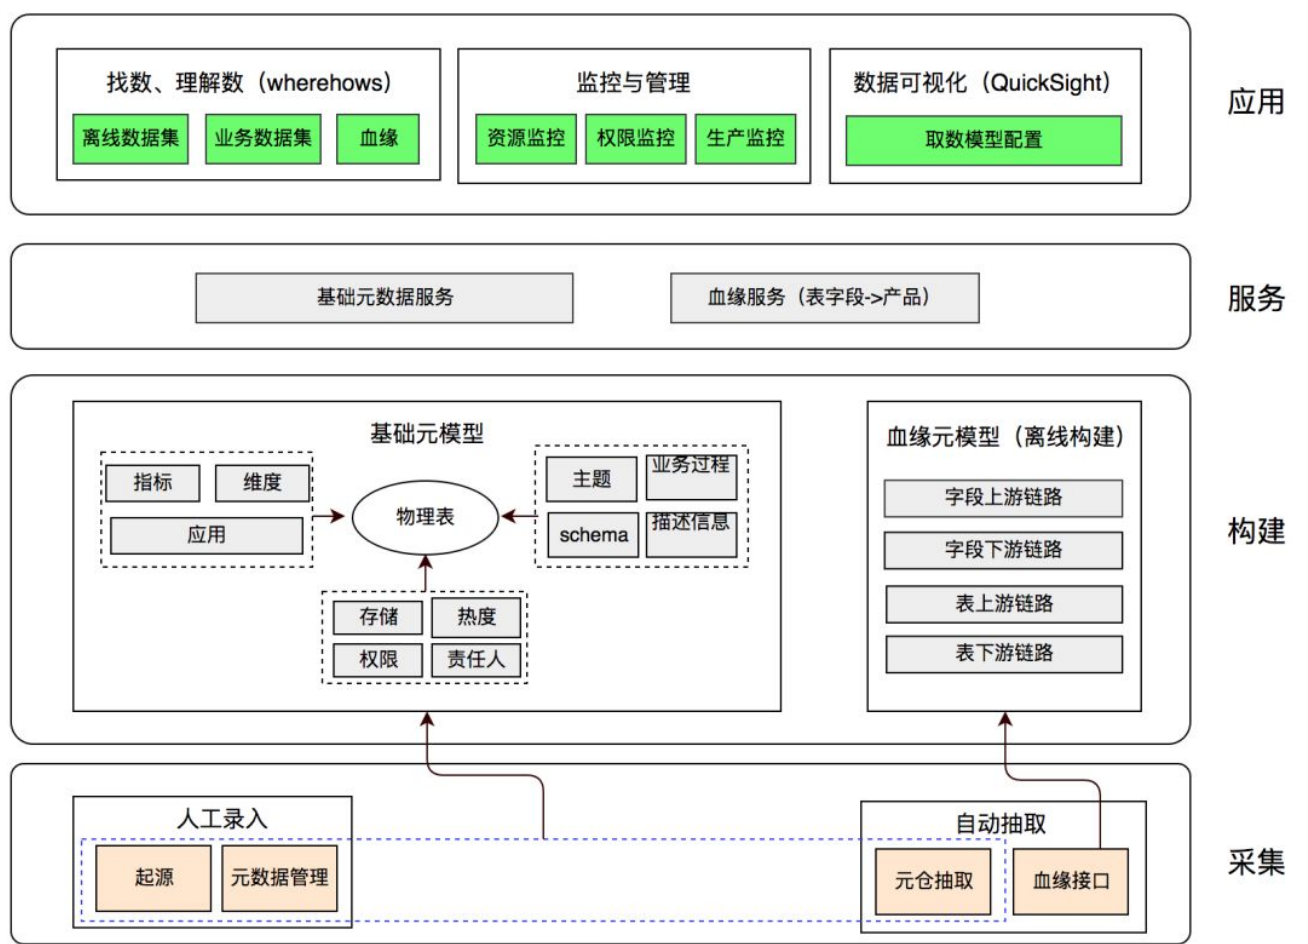 找数、理解数（wherehows）
离线数据集
业务数据集
血缘
监控与管理
资源监控
权限监控
生产监控
数据可视化（QuickSight）
取数模型配置
应用
基础元数据服务
血缘服务（表字段->产品）
服务
基础元模型
指标
维度
应用
物理表
主题
业务过程
schema
描述信息
存储
热度
权限
责任人
血缘元模型（离线构建）
字段上游链路
字段下游链路
表上游链路
表下游链路
构建
人工录入
起源
元数据管理
自动抽取
元仓抽取
血缘接口
采集